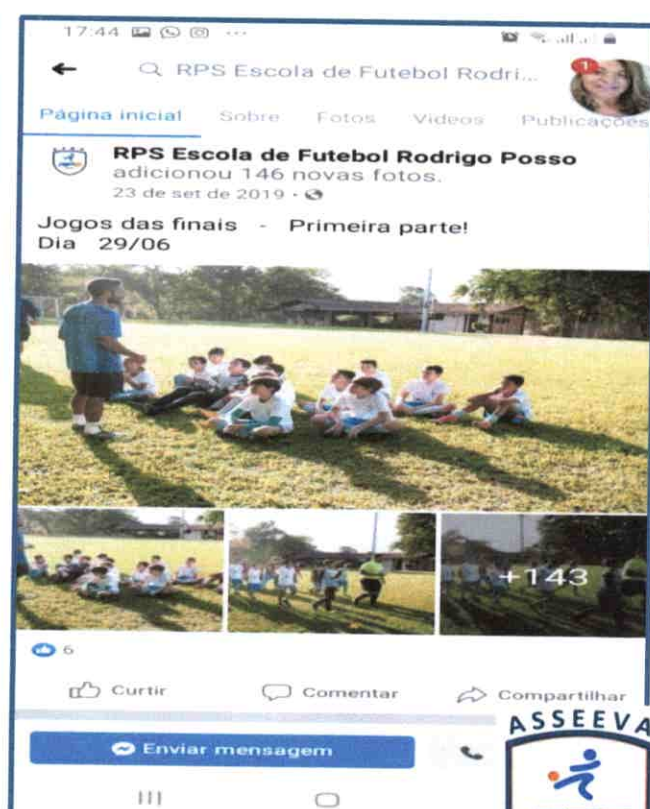 17:44
RPS Escola de Futebol Rodri...
1
Página inicial Sobre Fotos Vídeos Publicações
RPS Escola de Futebol Rodrigo Posso
adicionou 146 novas fotos.
23 de set de 2019
Jogos das finais - Primeira parte!
Dia 29/06
+143
6
Curtir Comentar Compartilhar
Enviar mensagem
ASSEEVA